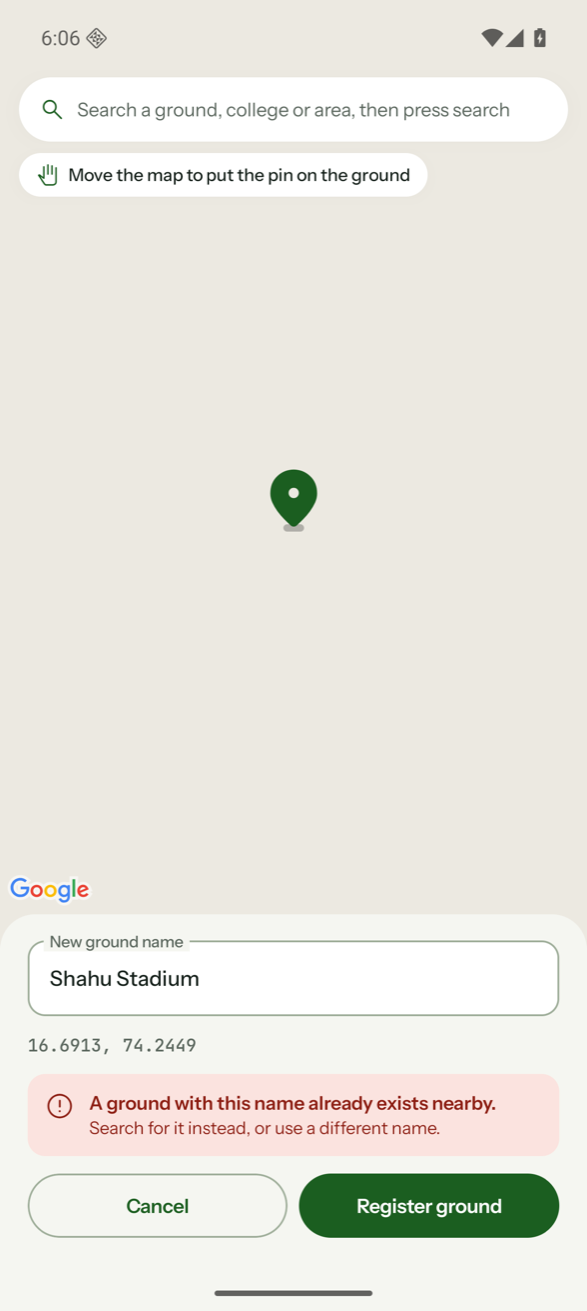 6:06
Search a ground, college or area, then press search
Move the map to put the pin on the ground
Google
New ground name
Shahu Stadium
16.6913, 74.2449
A ground with this name already exists nearby.
Search for it instead, or use a different name.
Cancel
Register ground